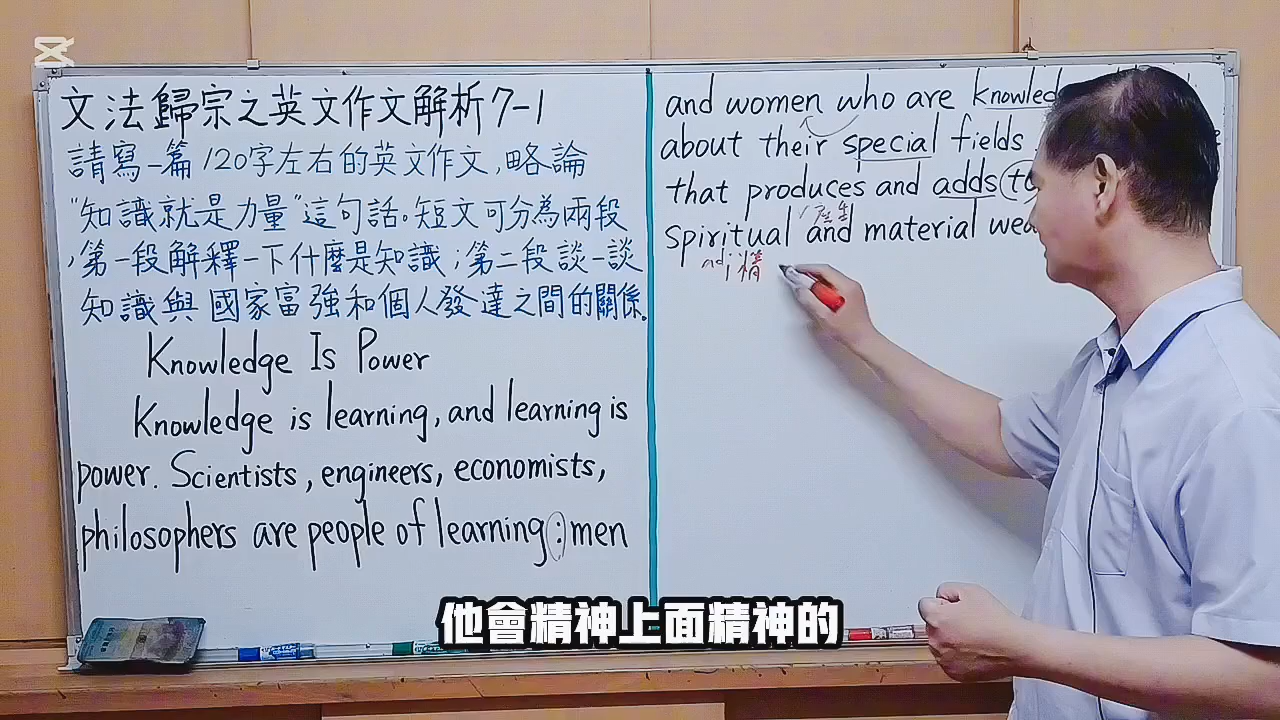 文法歸宗之英文作文解析7-1
請寫一篇120字左右的英文作文,略論
"知識就是力量"這句話。短文可分為兩段
,第一段解釋一下什麼是知識;第二段談一談
知識與國家富強和個人發達之間的關係。
Knowledge Is Power
Knowledge is learning, and learning is
power. Scientists, engineers, economists,
philosophers are people of learning: men
and women who are
about their special fields
that produces and adds to
產生
spiritual and material
adj精
他會精神上面精神的